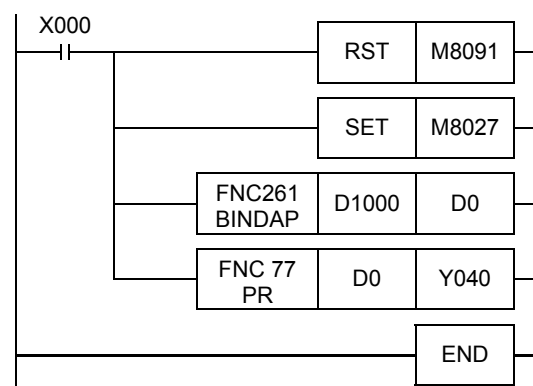 X000
RST M8091
SET M8027
FNC261 BINDAP D1000 D0
FNC 77 PR D0 Y040
END